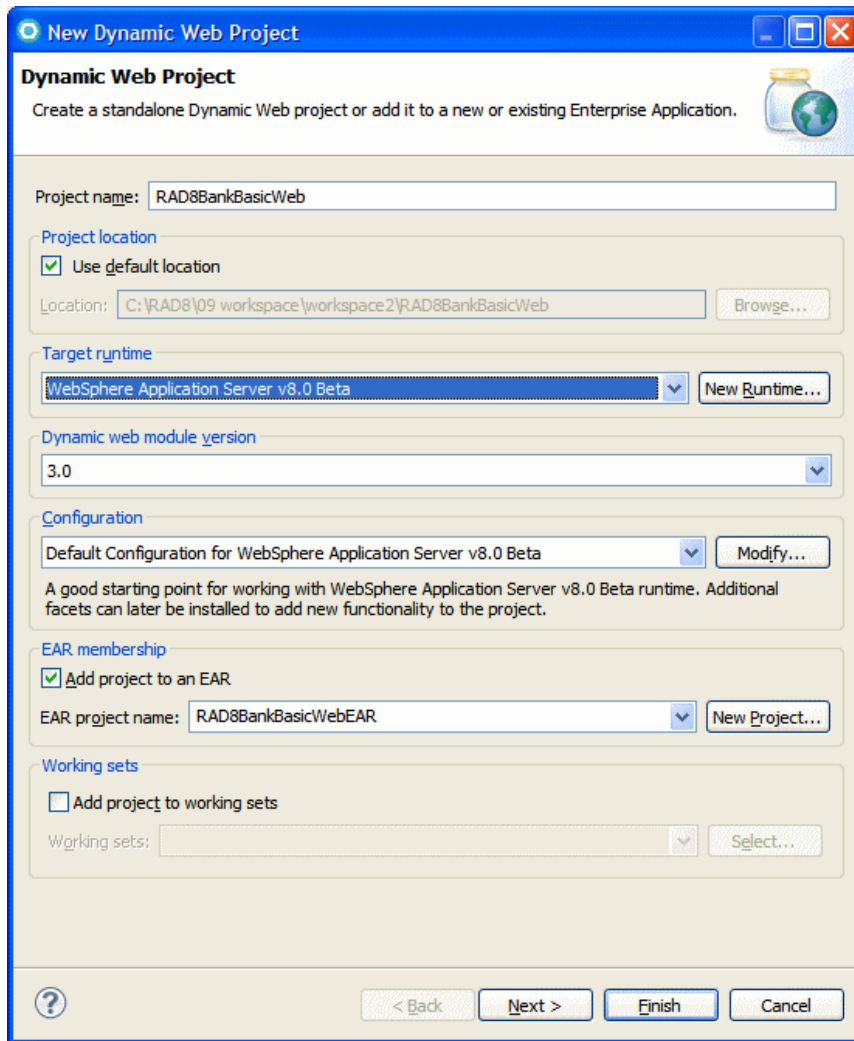 New Dynamic Web Project
Dynamic Web Project
Create a standalone Dynamic Web project or add it to a new or existing Enterprise Application.
Project name: RAD8BankBasicWeb
Project location
Use default location
Location: C:\RAD8\09 workspace\workspace2\RAD8BankBasicWeb Browse...
Target runtime
WebSphere Application Server v8.0 Beta New Runtime...
Dynamic web module version
3.0
Configuration
Default Configuration for WebSphere Application Server v8.0 Beta Modify...
A good starting point for working with WebSphere Application Server v8.0 Beta runtime. Additional
facets can later be installed to add new functionality to the project.
EAR membership
Add project to an EAR
EAR project name: RAD8BankBasicWebEAR New Project...
Working sets
Add project to working sets
Working sets: Select...
? < Back Next > Finish Cancel